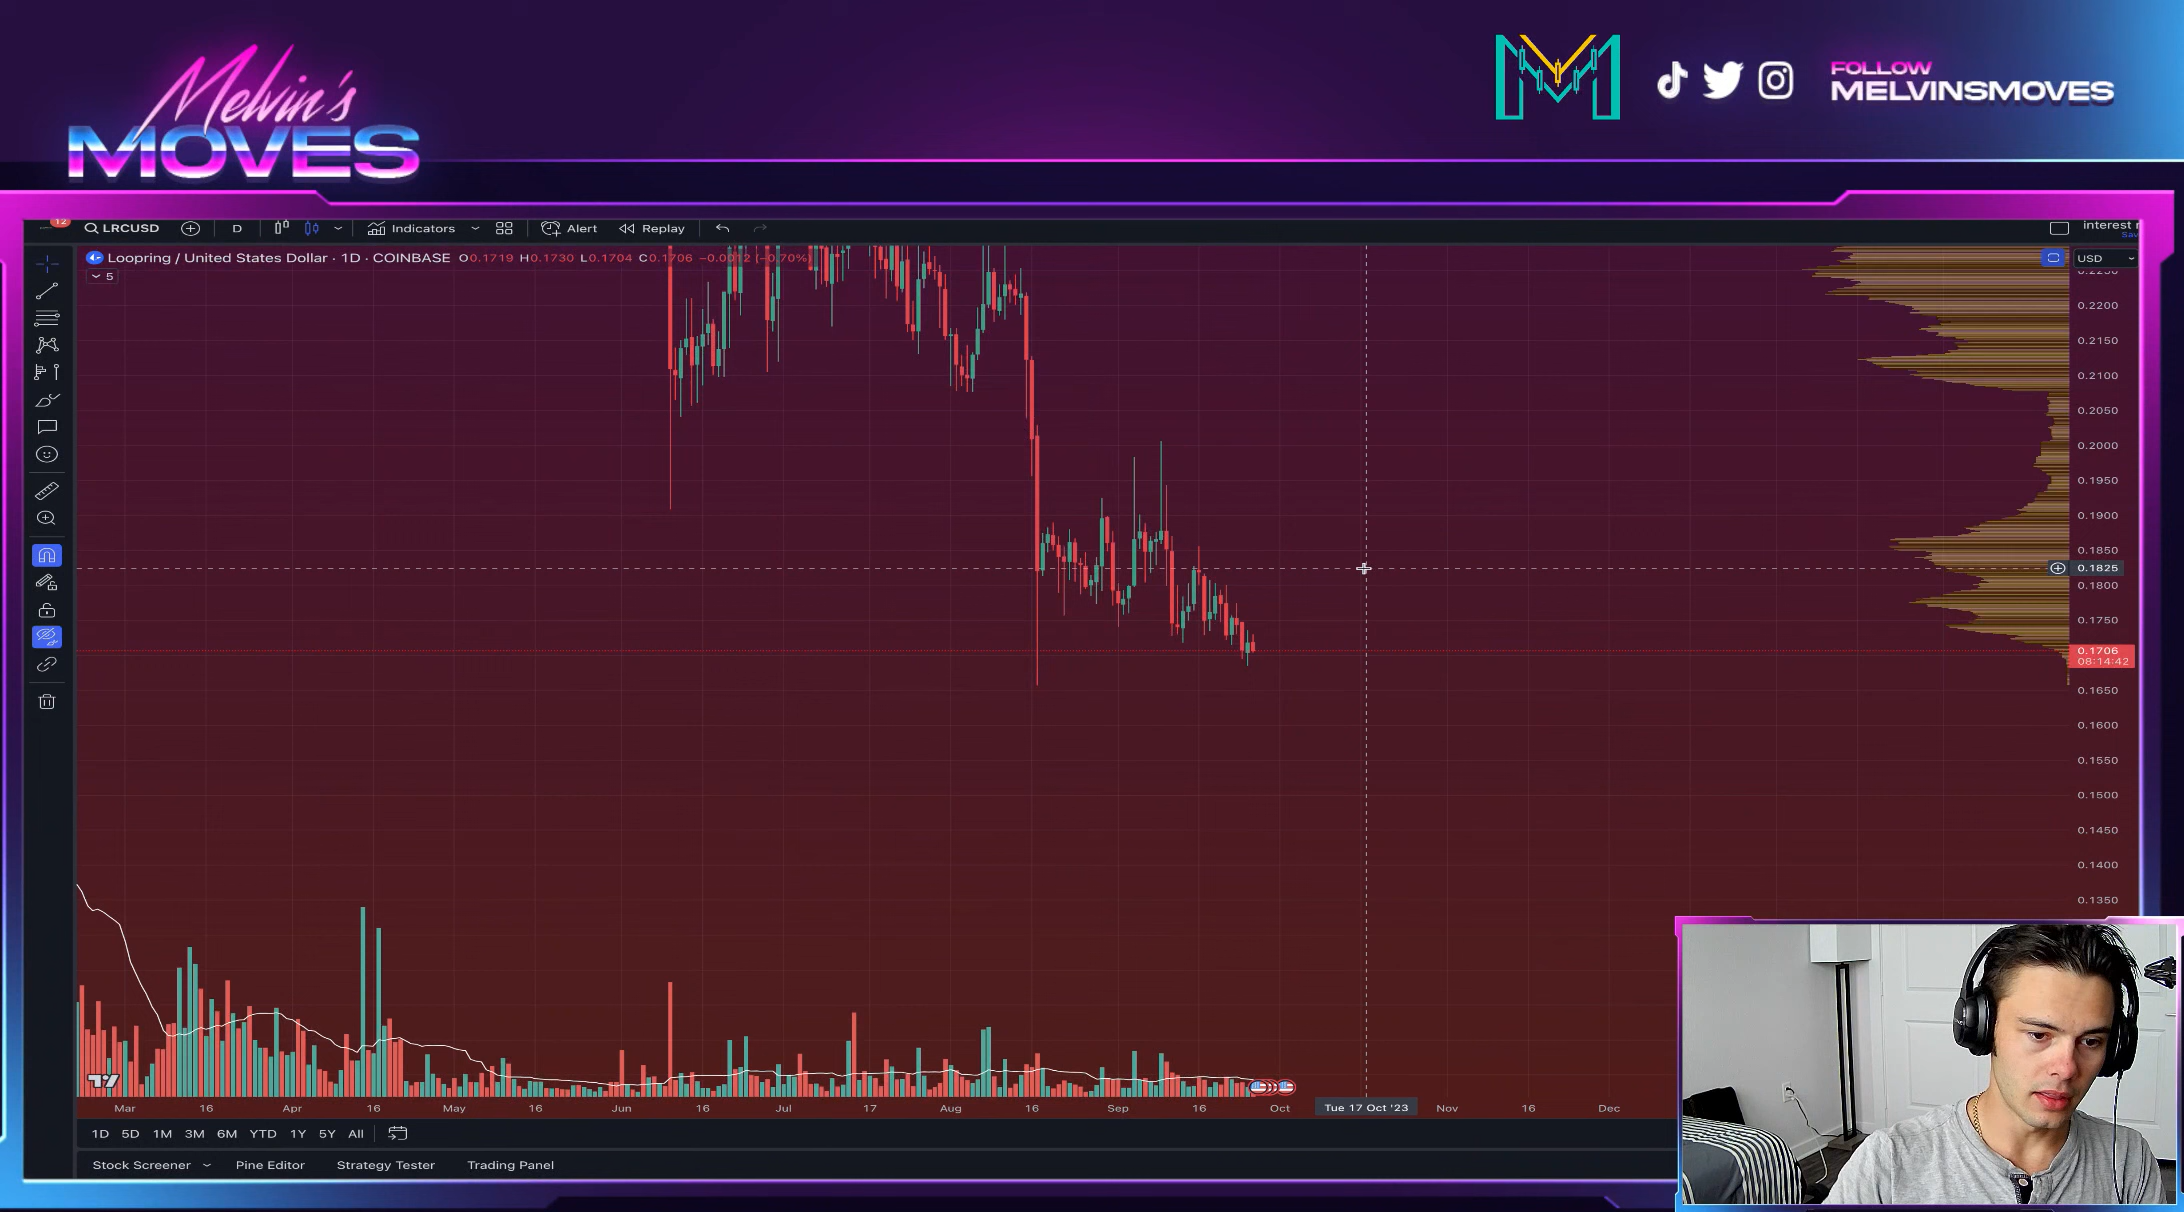 Melvin's
MOVES
FOLLOW
MELVINSMOVES
12
LRCUSD
D
Indicators
Alert
Replay
interest
Loopring / United States Dollar · 1D · COINBASE O0.1719 H0.1730 L0.1704 C0.1706 −0.0012 (−0.70%)
USD
5
0.2250
0.2200
0.2150
0.2100
0.2050
0.2000
0.1950
0.1900
0.1850
0.1825
0.1800
0.1750
0.1706
08:14:42
0.1650
0.1600
0.1550
0.1500
0.1450
0.1400
0.1350
Mar 16 Apr 16 May 16 Jun 16 Jul 17 Aug 16 Sep 16 Oct Tue 17 Oct '23 Nov 16 Dec
1D 5D 1M 3M 6M YTD 1Y 5Y All
Stock Screener Pine Editor Strategy Tester Trading Panel